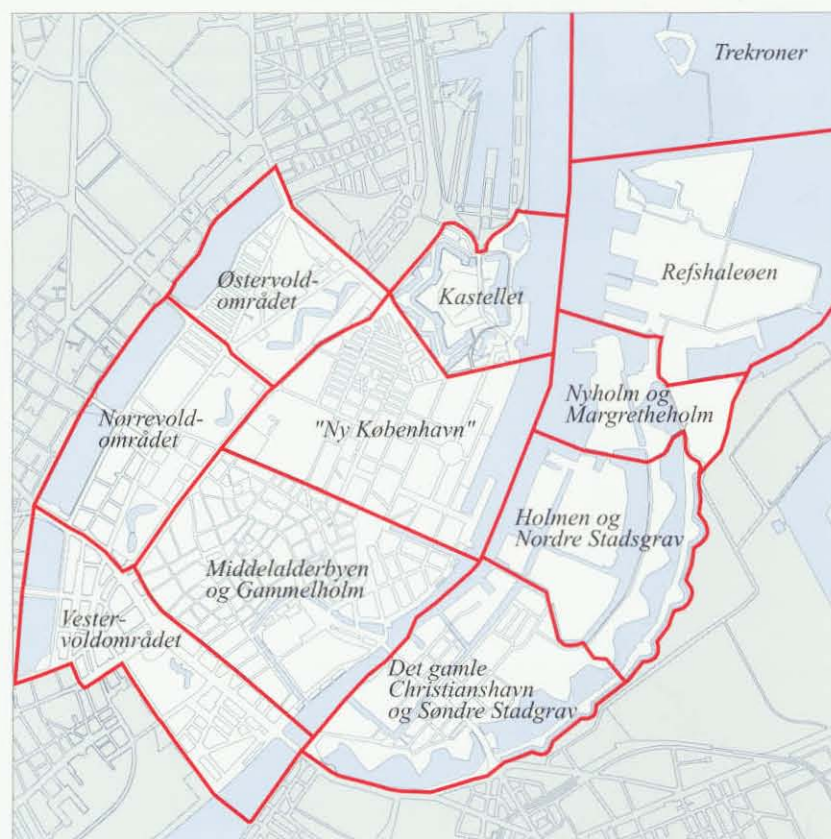 Trekroner
Refshaleøen
Østervold-
området
Kastellet
Nyholm og
Margretheholm
Nørrevold-
området
"Ny København"
Holmen og
Nordre Stadsgrav
Middelalderbyen
og Gammelholm
Vester-
voldområdet
Det gamle
Christianshavn
og Søndre Stadgrav